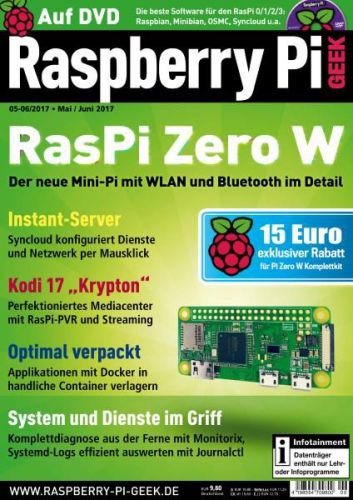 Auf DVD
Die beste Software für den RasPi 0/1/2/3:
Raspbian, Minibian, OSMC, Syncloud u.a.
Raspberry Pi
GEEK
05-06/2017 • Mai / Juni 2017
RasPi Zero W
Der neue Mini-Pi mit WLAN und Bluetooth im Detail
Instant-Server
Syncloud konfiguriert Dienste
und Netzwerk per Mausklick
15 Euro
exklusiver Rabatt
für Pi Zero W Komplettkit
Kodi 17 „Krypton“
Perfektioniertes Mediacenter
mit RasPi-PVR und Streaming
Optimal verpackt
Applikationen mit Docker in
handliche Container verlagern
System und Dienste im Griff
Komplettdiagnose aus der Ferne mit Monitorix,
Systemd-Logs effizient auswerten mit Journalctl
Infotainment
Datenträger
enthält nur Lehr-
oder Infoprogramme
WWW.RASPBERRY-PI-GEEK.DE
EUR 9,80
Deutschland